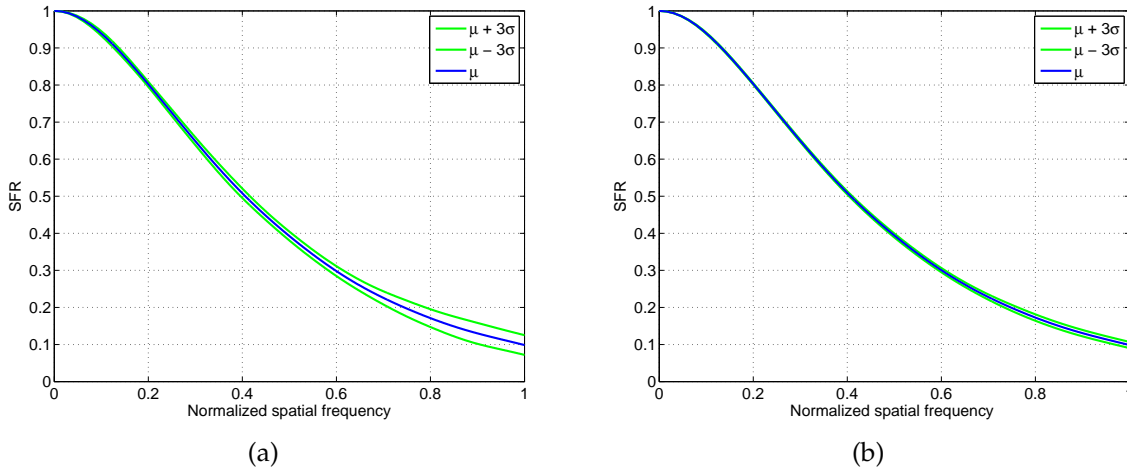 1
0.9
0.8
0.7
0.6
0.5
0.4
0.3
0.2
0.1
0
SFR
0 0.2 0.4 0.6 0.8 1
Normalized spatial frequency
μ + 3σ
μ − 3σ
μ
(a)
1
0.9
0.8
0.7
0.6
0.5
0.4
0.3
0.2
0.1
0
SFR
0 0.2 0.4 0.6 0.8 1
Normalized spatial frequency
μ + 3σ
μ − 3σ
μ
(b)